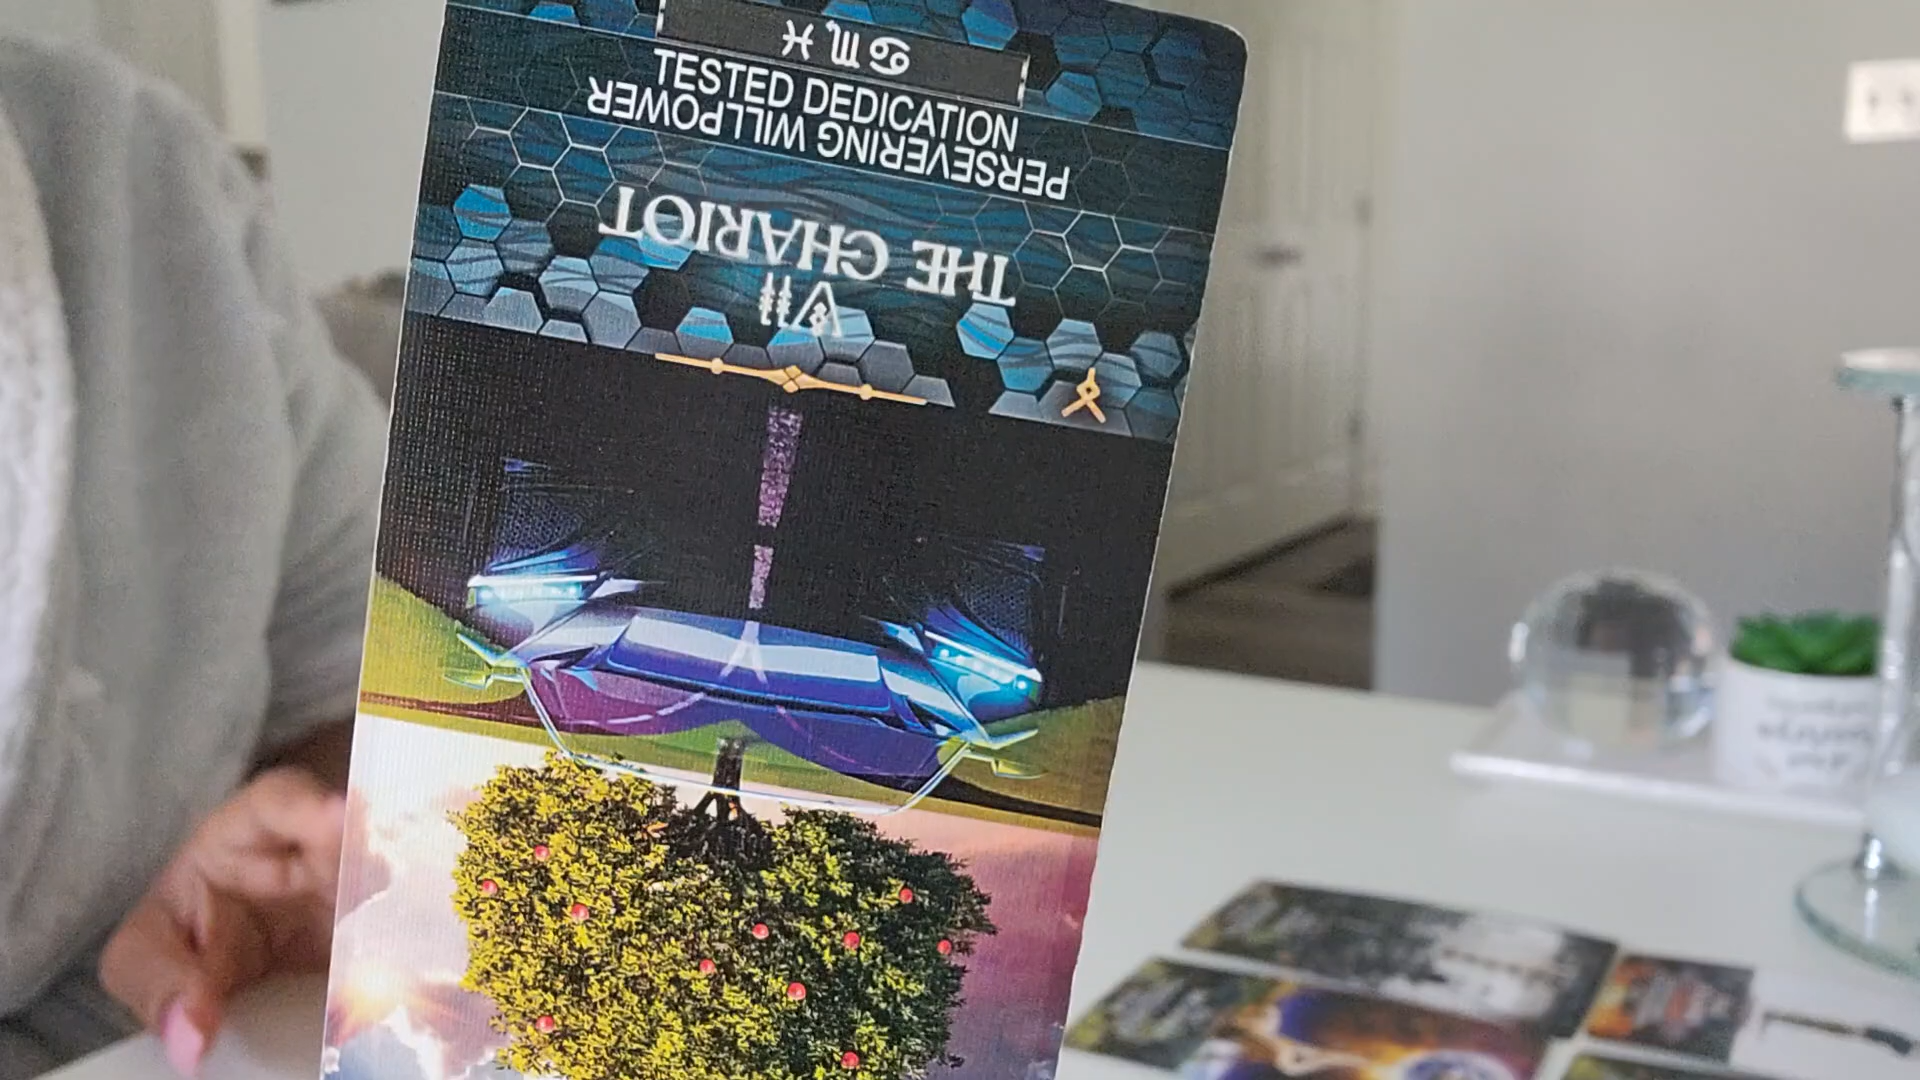 ♓ ♏ ♋
TESTED DEDICATION
PERSEVERING WILLPOWER
THE CHARIOT
VII